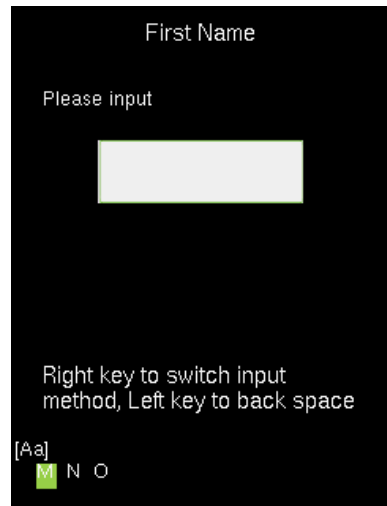 First Name
Please input
Right key to switch input
method, Left key to back space
[Aa]
M N O